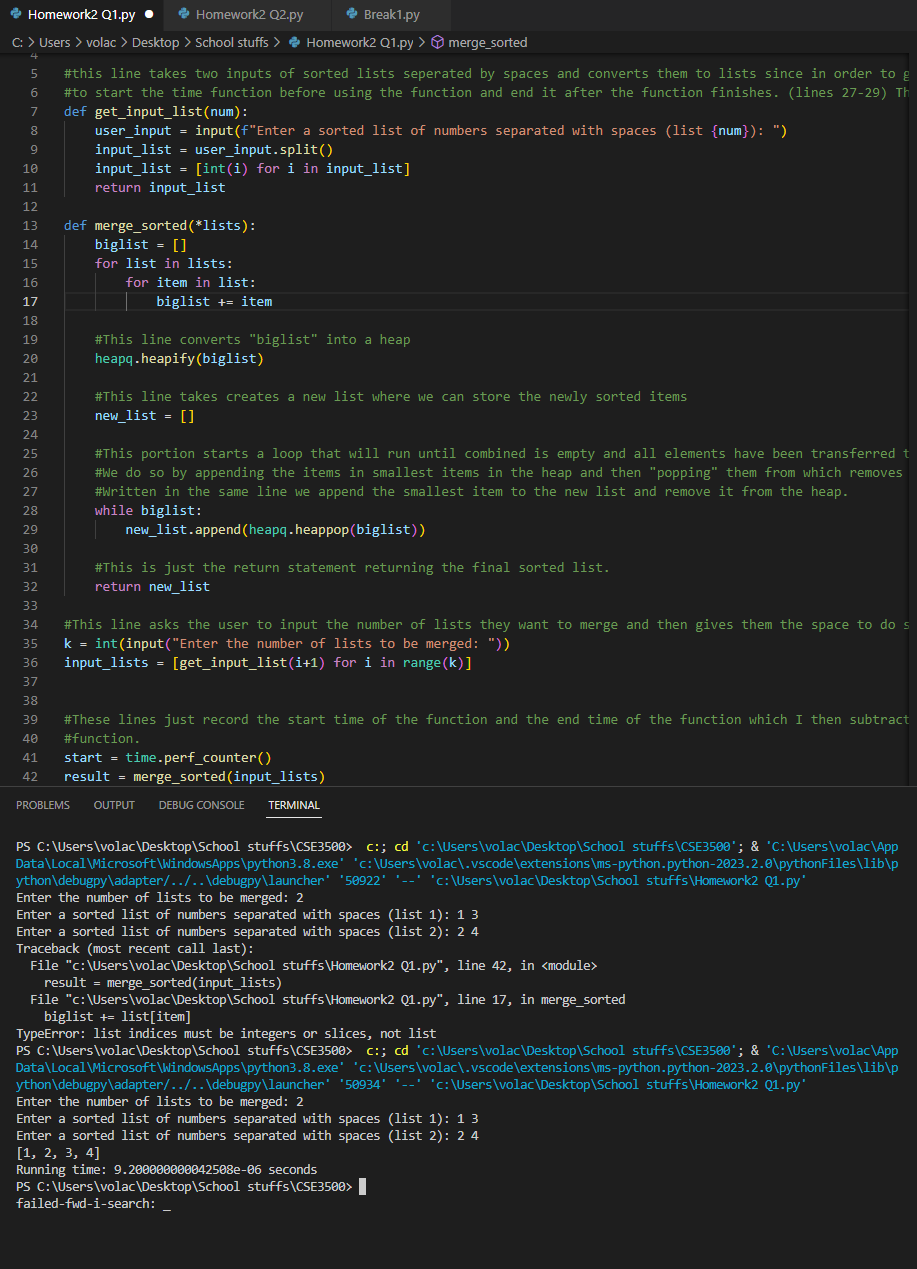 Homework2 Q1.py ● Homework2 Q2.py Break1.py
C: > Users > volac > Desktop > School stuffs > Homework2 Q1.py > merge_sorted
4
5 #this line takes two inputs of sorted lists seperated by spaces and converts them to lists since in order to g
6 #to start the time function before using the function and end it after the function finishes. (lines 27-29) Th
7 def get_input_list(num):
8 user_input = input(f"Enter a sorted list of numbers separated with spaces (list {num}): ")
9 input_list = user_input.split()
10 input_list = [int(i) for i in input_list]
11 return input_list
12
13 def merge_sorted(*lists):
14 biglist = []
15 for list in lists:
16 for item in list:
17 biglist += item
18
19 #This line converts "biglist" into a heap
20 heapq.heapify(biglist)
21
22 #This line takes creates a new list where we can store the newly sorted items
23 new_list = []
24
25 #This portion starts a loop that will run until combined is empty and all elements have been transferred t
26 #We do so by appending the items in smallest items in the heap and then "popping" them from which removes
27 #Written in the same line we append the smallest item to the new list and remove it from the heap.
28 while biglist:
29 new_list.append(heapq.heappop(biglist))
30
31 #This is just the return statement returning the final sorted list.
32 return new_list
33
34 #This line asks the user to input the number of lists they want to merge and then gives them the space to do s
35 k = int(input("Enter the number of lists to be merged: "))
36 input_lists = [get_input_list(i+1) for i in range(k)]
37
38
39 #These lines just record the start time of the function and the end time of the function which I then subtract
40 #function.
41 start = time.perf_counter()
42 result = merge_sorted(input_lists)
PROBLEMS OUTPUT DEBUG CONSOLE TERMINAL
PS C:\Users\volac\Desktop\School stuffs\CSE3500>  c:; cd 'c:\Users\volac\Desktop\School stuffs\CSE3500'; & 'C:\Users\volac\App
Data\Local\Microsoft\WindowsApps\python3.8.exe' 'c:\Users\volac\.vscode\extensions\ms-python.python-2023.2.0\pythonFiles\lib\p
ython\debugpy\adapter/../..\debugpy\launcher' '50922' '--' 'c:\Users\volac\Desktop\School stuffs\Homework2 Q1.py'
Enter the number of lists to be merged: 2
Enter a sorted list of numbers separated with spaces (list 1): 1 3
Enter a sorted list of numbers separated with spaces (list 2): 2 4
Traceback (most recent call last):
File "c:\Users\volac\Desktop\School stuffs\Homework2 Q1.py", line 42, in <module>
result = merge_sorted(input_lists)
File "c:\Users\volac\Desktop\School stuffs\Homework2 Q1.py", line 17, in merge_sorted
biglist += list[item]
TypeError: list indices must be integers or slices, not list
PS C:\Users\volac\Desktop\School stuffs\CSE3500>  c:; cd 'c:\Users\volac\Desktop\School stuffs\CSE3500'; & 'C:\Users\volac\App
Data\Local\Microsoft\WindowsApps\python3.8.exe' 'c:\Users\volac\.vscode\extensions\ms-python.python-2023.2.0\pythonFiles\lib\p
ython\debugpy\adapter/../..\debugpy\launcher' '50934' '--' 'c:\Users\volac\Desktop\School stuffs\Homework2 Q1.py'
Enter the number of lists to be merged: 2
Enter a sorted list of numbers separated with spaces (list 1): 1 3
Enter a sorted list of numbers separated with spaces (list 2): 2 4
[1, 2, 3, 4]
Running time: 9.200000000042508e-06 seconds
PS C:\Users\volac\Desktop\School stuffs\CSE3500>
failed-fwd-i-search: _